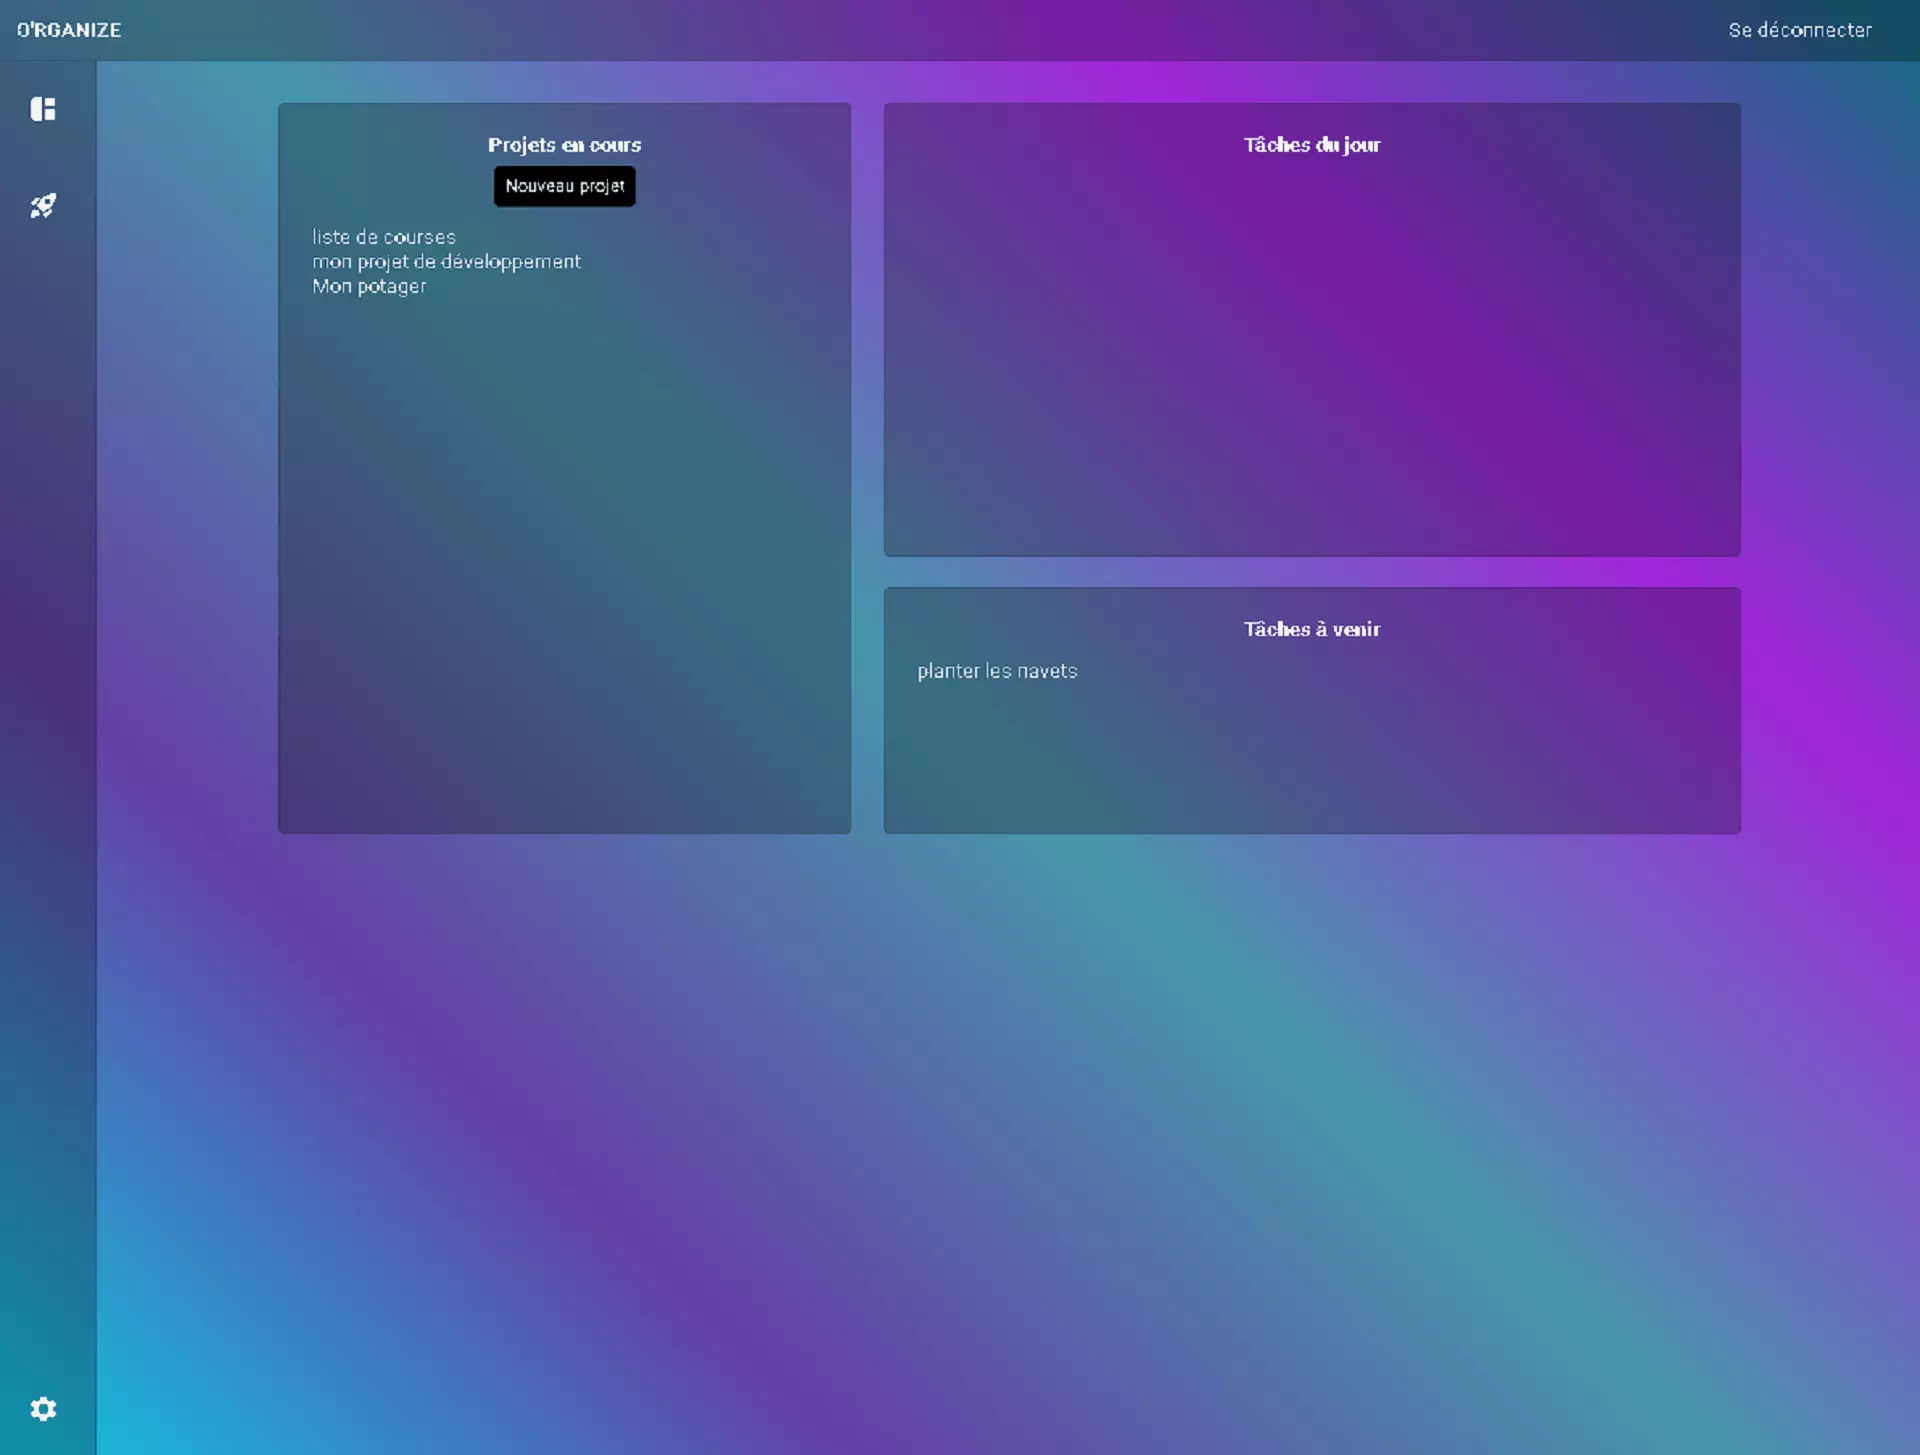 O'RGANIZE
Se déconnecter
Projets en cours
Nouveau projet
liste de courses
mon projet de développement
Mon potager
Tâches du jour
Tâches à venir
planter les navets